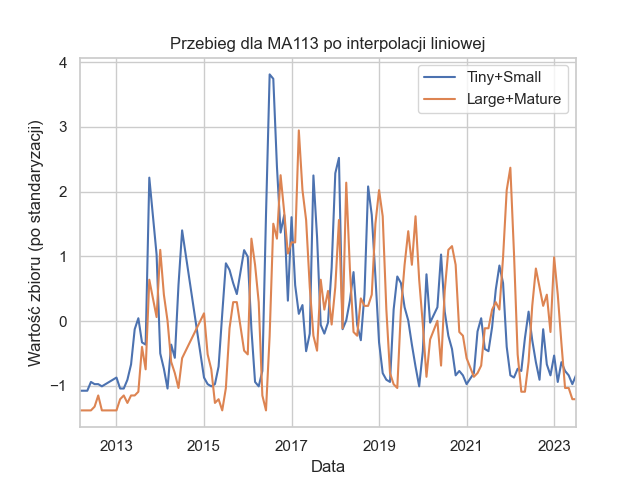 Przebieg dla MA113 po interpolacji liniowej
Tiny+Small
Large+Mature
Wartość zbioru (po standaryzacji)
4
3
2
1
0
−1
2013 2015 2017 2019 2021 2023
Data